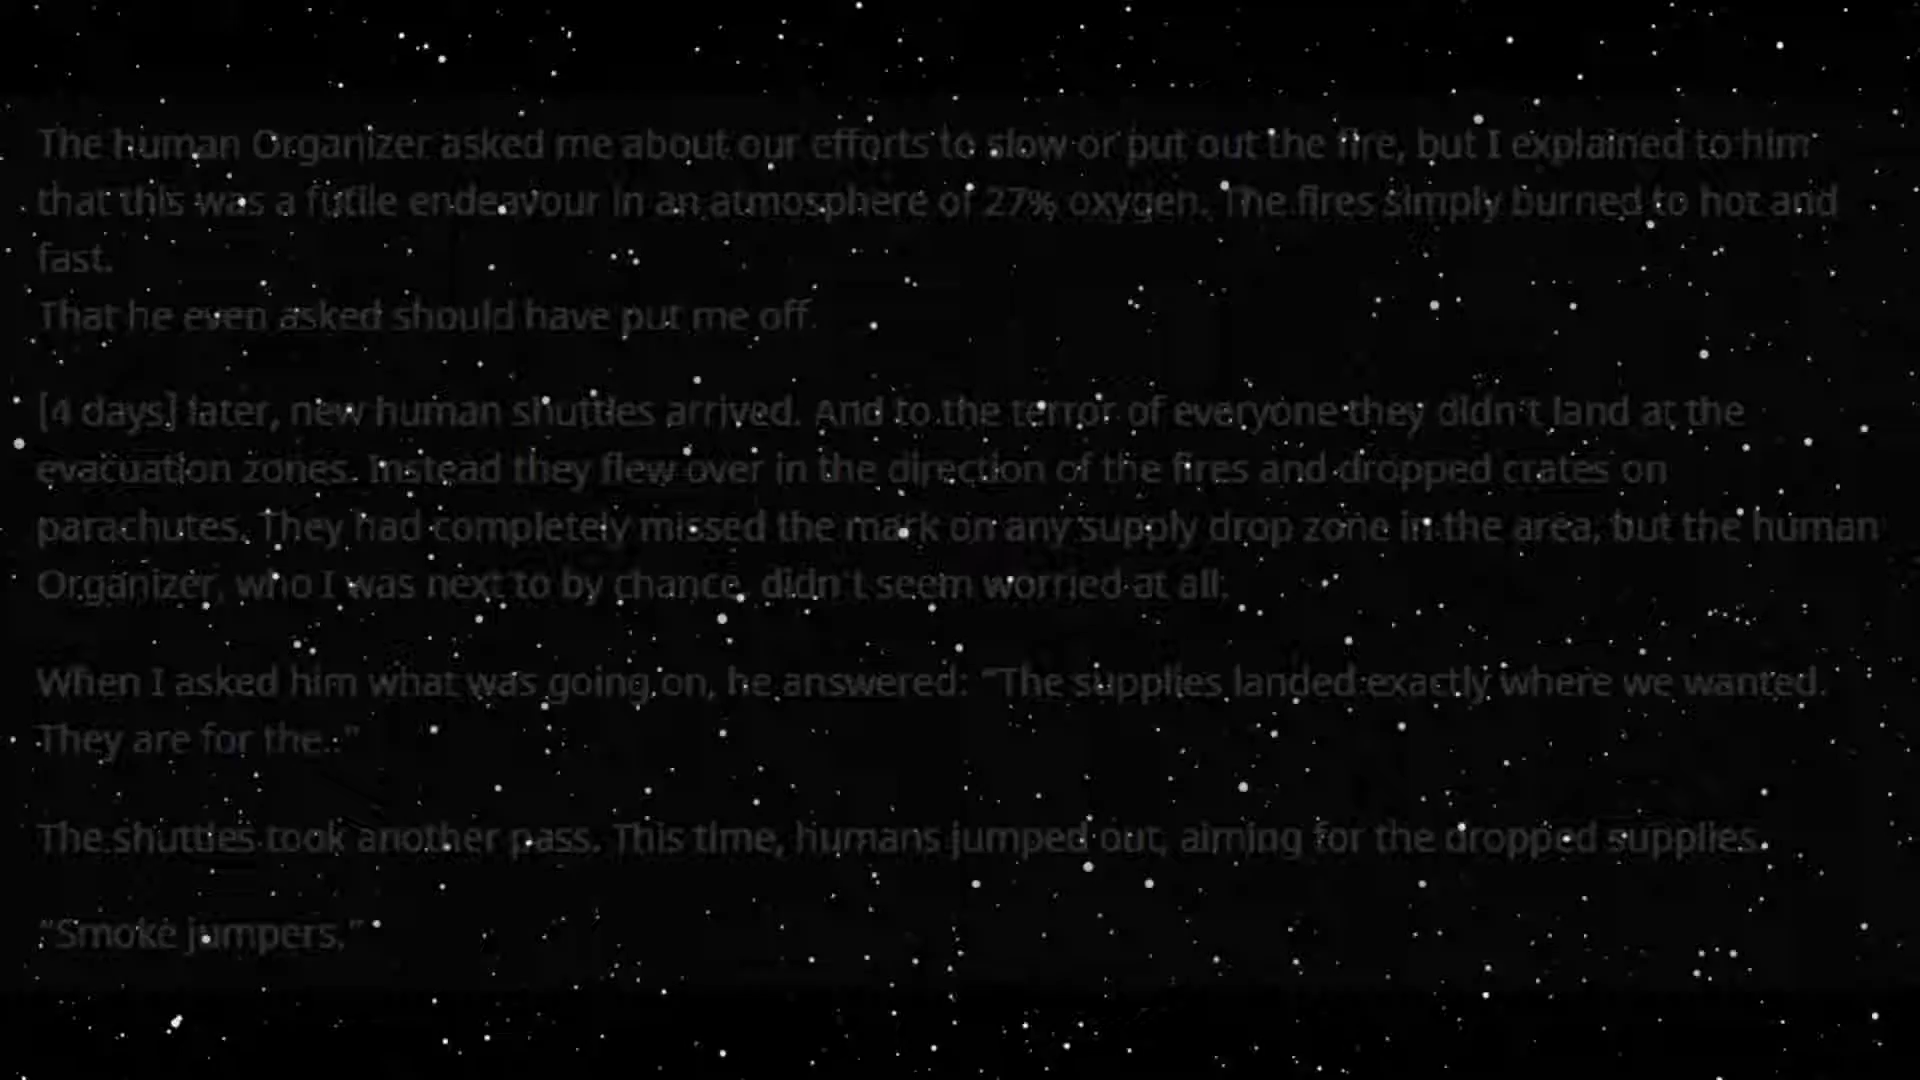 The human Organizer asked me about our efforts to slow or put out the fire, but I explained to him
that this was a futile endeavour in an atmosphere of 27% oxygen. The fires simply burned to hot and
fast.
That he even asked should have put me off.
[4 days] later, new human shuttles arrived. And to the terror of everyone they didn't land at the
evacuation zones. Instead they flew over in the direction of the fires and dropped crates on
parachutes. They had completely missed the mark on any supply drop zone in the area, but the human
Organizer, who I was next to by chance, didn't seem worried at all.
When I asked him what was going on, he answered: "The supplies landed exactly where we wanted.
They are for the..."
The shuttles took another pass. This time, humans jumped out, aiming for the dropped supplies.
"Smoke jumpers."